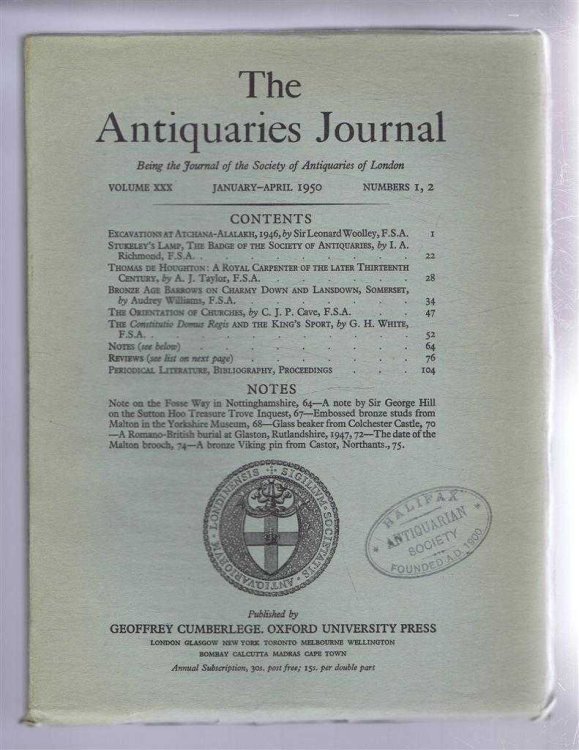 The
Antiquaries Journal
Being the Journal of the Society of Antiquaries of London
VOLUME XXX JANUARY–APRIL 1950 NUMBERS 1, 2
CONTENTS
EXCAVATIONS AT ATCHANA-ALALAKH, 1946, by Sir Leonard Woolley, F.S.A. 1
STUKELEY'S LAMP, THE BADGE OF THE SOCIETY OF ANTIQUARIES, by I. A.
Richmond, F.S.A. . . . . . . . . 22
THOMAS DE HOUGHTON: A ROYAL CARPENTER OF THE LATER THIRTEENTH
CENTURY, by A. J. Taylor, F.S.A. . . . . . . 28
BRONZE AGE BARROWS ON CHARMY DOWN AND LANSDOWN, SOMERSET,
by Audrey Williams, F.S.A. . . . . . . 34
THE ORIENTATION OF CHURCHES, by C. J. P. Cave, F.S.A. . . 47
THE Constitutio Domus Regis AND THE KING'S SPORT, by G. H. WHITE,
F.S.A. . . . . . . . . . 52
NOTES (see below) . . . . . . . . 64
REVIEWS (see list on next page) . . . . . . 76
PERIODICAL LITERATURE, BIBLIOGRAPHY, PROCEEDINGS . . . 104
NOTES
Note on the Fosse Way in Nottinghamshire, 64—A note by Sir George Hill
on the Sutton Hoo Treasure Trove Inquest, 67—Embossed bronze studs from
Malton in the Yorkshire Museum, 68—Glass beaker from Colchester Castle, 70
—A Romano-British burial at Glaston, Rutlandshire, 1947, 72—The date of the
Malton brooch, 74—A bronze Viking pin from Castor, Northants., 75.
SIGILLVM · SOCIETATIS · ANTIQVARIORVM · LONDINENSIS
HALIFAX
ANTIQUARIAN
SOCIETY
FOUNDED A.D. 1900
Published by
GEOFFREY CUMBERLEGE. OXFORD UNIVERSITY PRESS
LONDON GLASGOW NEW YORK TORONTO MELBOURNE WELLINGTON
BOMBAY CALCUTTA MADRAS CAPE TOWN
Annual Subscription, 30s. post free; 15s. per double part